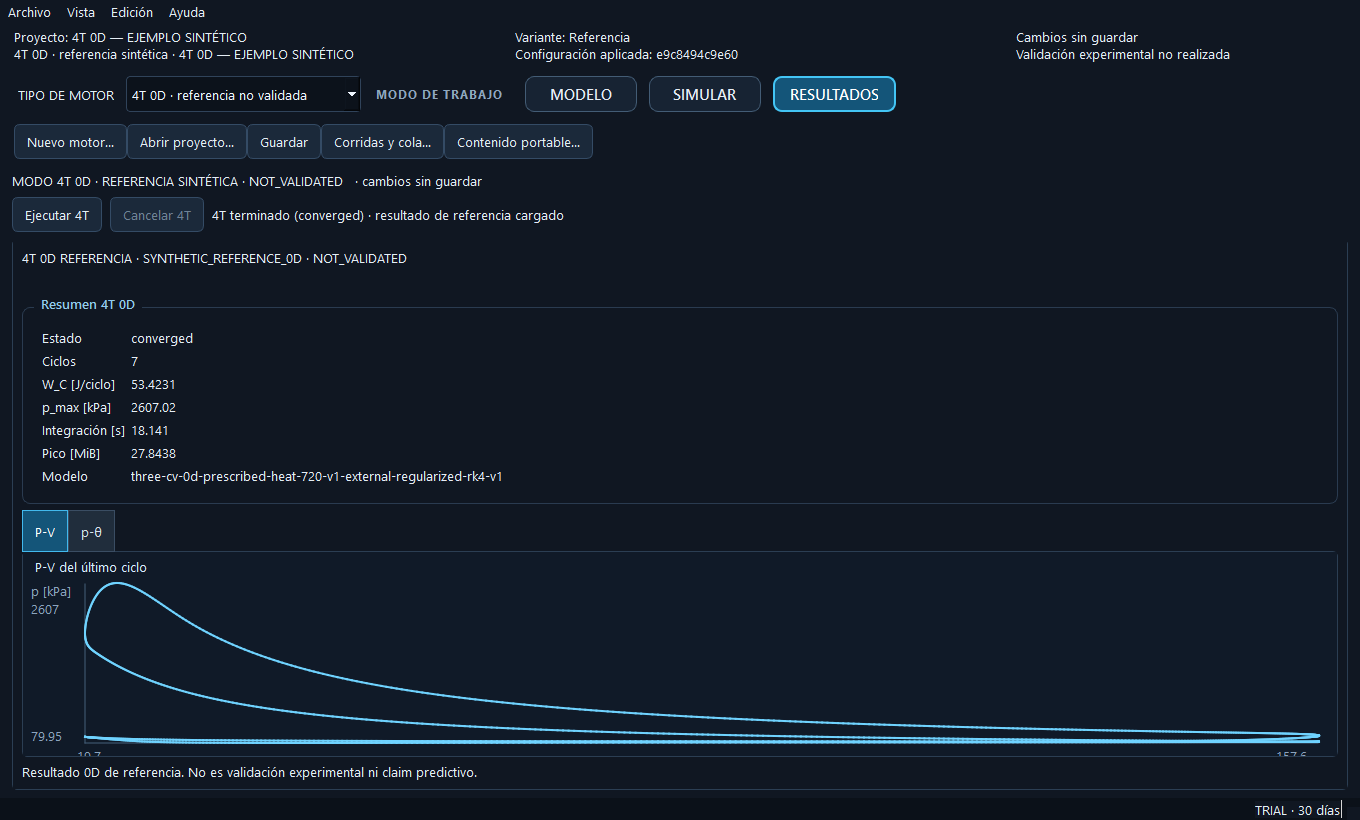 Archivo Vista Edición Ayuda
Proyecto: 4T 0D — EJEMPLO SINTÉTICO
4T 0D · referencia sintética · 4T 0D — EJEMPLO SINTÉTICO
Variante: Referencia
Configuración aplicada: e9c8494c9e60
Cambios sin guardar
Validación experimental no realizada
TIPO DE MOTOR 4T 0D · referencia no validada MODO DE TRABAJO MODELO SIMULAR RESULTADOS
Nuevo motor... Abrir proyecto... Guardar Corridas y cola... Contenido portable...
MODO 4T 0D · REFERENCIA SINTÉTICA · NOT_VALIDATED · cambios sin guardar
Ejecutar 4T Cancelar 4T 4T terminado (converged) · resultado de referencia cargado
4T 0D REFERENCIA · SYNTHETIC_REFERENCE_0D · NOT_VALIDATED
Resumen 4T 0D
Estado converged
Ciclos 7
W_C [J/ciclo] 53.4231
p_max [kPa] 2607.02
Integración [s] 18.141
Pico [MiB] 27.8438
Modelo three-cv-0d-prescribed-heat-720-v1-external-regularized-rk4-v1
P-V p-θ
P-V del último ciclo
p [kPa]
2607
79.95
157.6
Resultado 0D de referencia. No es validación experimental ni claim predictivo.
TRIAL · 30 días